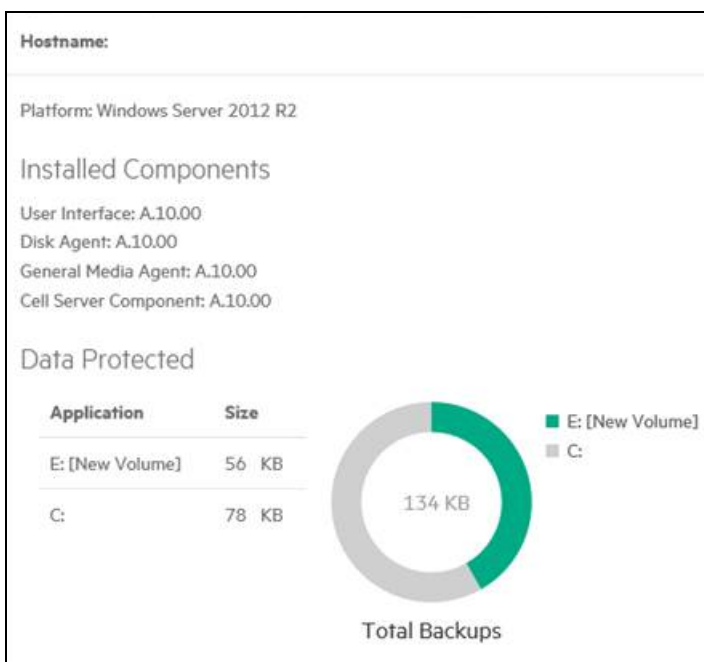 Hostname:
Platform: Windows Server 2012 R2
Installed Components
User Interface: A.10.00
Disk Agent: A.10.00
General Media Agent: A.10.00
Cell Server Component: A.10.00
Data Protected
Application Size
E: [New Volume] 56 KB
C: 78 KB
134 KB
E: [New Volume]
C:
Total Backups